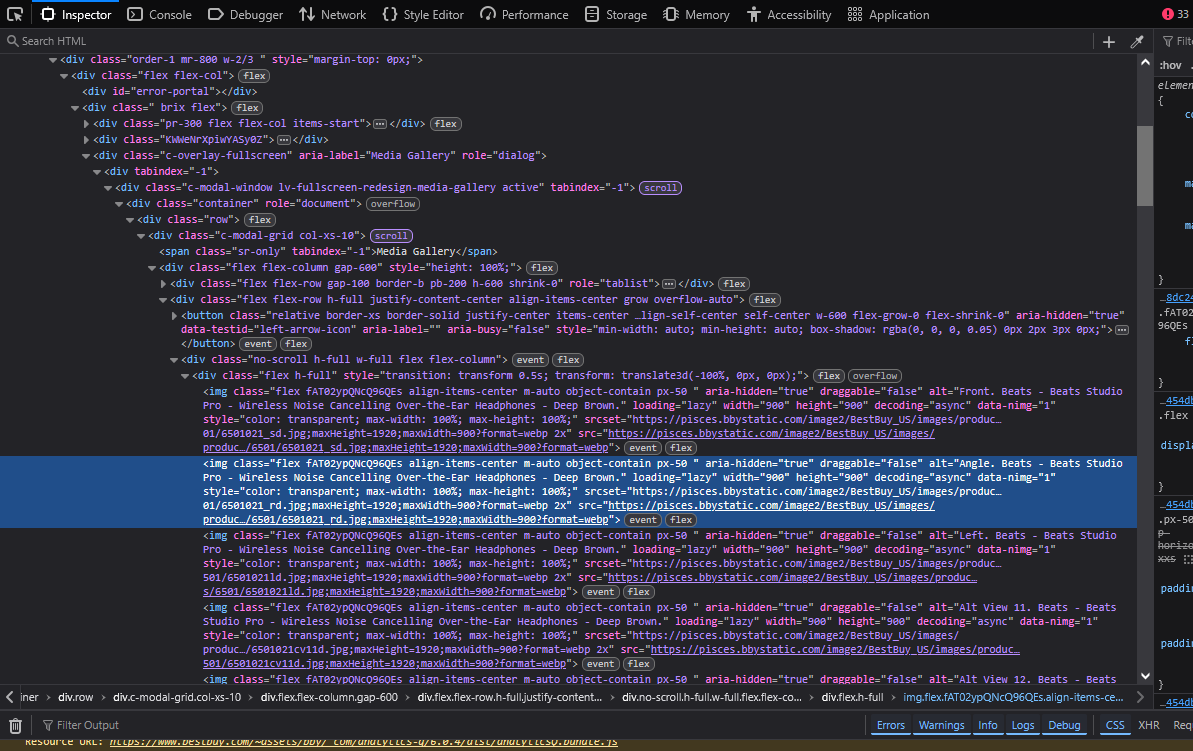 Inspector Console Debugger Network Style Editor Performance Storage Memory Accessibility Application 33
Search HTML
<div class="order-1 mr-800 w-2/3 " style="margin-top: 0px;">
<div class="flex flex-col"> flex
<div id="error-portal"></div>
<div class=" brix flex"> flex
<div class="pr-300 flex flex-col items-start"> </div> flex
<div class="KWWeNrXpiwYASy0Z"> </div>
<div class="c-overlay-fullscreen" aria-label="Media Gallery" role="dialog">
<div tabindex="-1">
<div class="c-modal-window lv-fullscreen-redesign-media-gallery active" tabindex="-1"> scroll
<div class="container" role="document"> overflow
<div class="row"> flex
<div class="c-modal-grid col-xs-10"> scroll
<span class="sr-only" tabindex="-1">Media Gallery</span>
<div class="flex flex-column gap-600" style="height: 100%;"> flex
<div class="flex flex-row gap-100 border-b pb-200 h-600 shrink-0" role="tablist"> </div> flex
<div class="flex flex-row h-full justify-content-center align-items-center grow overflow-auto"> flex
<button class="relative border-xs border-solid justify-center items-center …lign-self-center self-center w-600 flex-grow-0 flex-shrink-0" aria-hidden="true"
data-testid="left-arrow-icon" aria-label="" aria-busy="false" style="min-width: auto; min-height: auto; box-shadow: rgba(0, 0, 0, 0.05) 0px 2px 3px 0px;">
</button> event flex
<div class="no-scroll h-full w-full flex flex-column"> event flex
<div class="flex h-full" style="transition: transform 0.5s; transform: translate3d(-100%, 0px, 0px);"> flex overflow
<img class="flex fAT02ypQNcQ96QEs align-items-center m-auto object-contain px-50 " aria-hidden="true" draggable="false" alt="Front. Beats - Beats Studio
Pro - Wireless Noise Cancelling Over-the-Ear Headphones - Deep Brown." loading="lazy" width="900" height="900" decoding="async" data-nimg="1"
style="color: transparent; max-width: 100%; max-height: 100%;" srcset="https://pisces.bbystatic.com/image2/BestBuy_US/images/produc…
01/6501021_sd.jpg;maxHeight=1920;maxWidth=900?format=webp 2x" src="https://pisces.bbystatic.com/image2/BestBuy_US/images/
produc…/6501/6501021_sd.jpg;maxHeight=1920;maxWidth=900?format=webp"> event flex
<img class="flex fAT02ypQNcQ96QEs align-items-center m-auto object-contain px-50 " aria-hidden="true" draggable="false" alt="Angle. Beats - Beats Studio
Pro - Wireless Noise Cancelling Over-the-Ear Headphones - Deep Brown." loading="lazy" width="900" height="900" decoding="async" data-nimg="1"
style="color: transparent; max-width: 100%; max-height: 100%;" srcset="https://pisces.bbystatic.com/image2/BestBuy_US/images/produc…
01/6501021_rd.jpg;maxHeight=1920;maxWidth=900?format=webp 2x" src="https://pisces.bbystatic.com/image2/BestBuy_US/images/
produc…/6501/6501021_rd.jpg;maxHeight=1920;maxWidth=900?format=webp"> event flex
<img class="flex fAT02ypQNcQ96QEs align-items-center m-auto object-contain px-50 " aria-hidden="true" draggable="false" alt="Left. Beats - Beats Studio
Pro - Wireless Noise Cancelling Over-the-Ear Headphones - Deep Brown." loading="lazy" width="900" height="900" decoding="async" data-nimg="1"
style="color: transparent; max-width: 100%; max-height: 100%;" srcset="https://pisces.bbystatic.com/image2/BestBuy_US/images/produc…
501/6501021ld.jpg;maxHeight=1920;maxWidth=900?format=webp 2x" src="https://pisces.bbystatic.com/image2/BestBuy_US/images/produc…
s/6501/6501021ld.jpg;maxHeight=1920;maxWidth=900?format=webp"> event flex
<img class="flex fAT02ypQNcQ96QEs align-items-center m-auto object-contain px-50 " aria-hidden="true" draggable="false" alt="Alt View 11. Beats - Beats
Studio Pro - Wireless Noise Cancelling Over-the-Ear Headphones - Deep Brown." loading="lazy" width="900" height="900" decoding="async" data-nimg="1"
style="color: transparent; max-width: 100%; max-height: 100%;" srcset="https://pisces.bbystatic.com/image2/BestBuy_US/images/
produc…/6501021cv11d.jpg;maxHeight=1920;maxWidth=900?format=webp 2x" src="https://pisces.bbystatic.com/image2/BestBuy_US/images/produc…
501/6501021cv11d.jpg;maxHeight=1920;maxWidth=900?format=webp"> event flex
<img class="flex fAT02ypQNcQ96QEs align-items-center m-auto object-contain px-50 " aria-hidden="true" draggable="false" alt="Alt View 12. Beats - Beats
iner div.row div.c-modal-grid.col-xs-10 div.flex.flex-column.gap-600 div.flex.flex-row.h-full.justify-content… div.no-scroll.h-full.w-full.flex.flex-co… div.flex.h-full img.flex.fAT02ypQNcQ96QEs.align-items-ce…
Filter Output Errors Warnings Info Logs Debug CSS XHR Req
Resource URL: https://www.bestbuy.com/~assets/bby/_com/analytics-q/6.0.4/dist/analyticsQ.bundle.js
Filte
:hov
elemen
{
co
ma
ma
}
…8dc24
.fAT02
96QEs
fl
}
…454db
.flex
displa
}
…454db
.px-50
p-
horizo
xxs
paddin
paddin
}
…454db